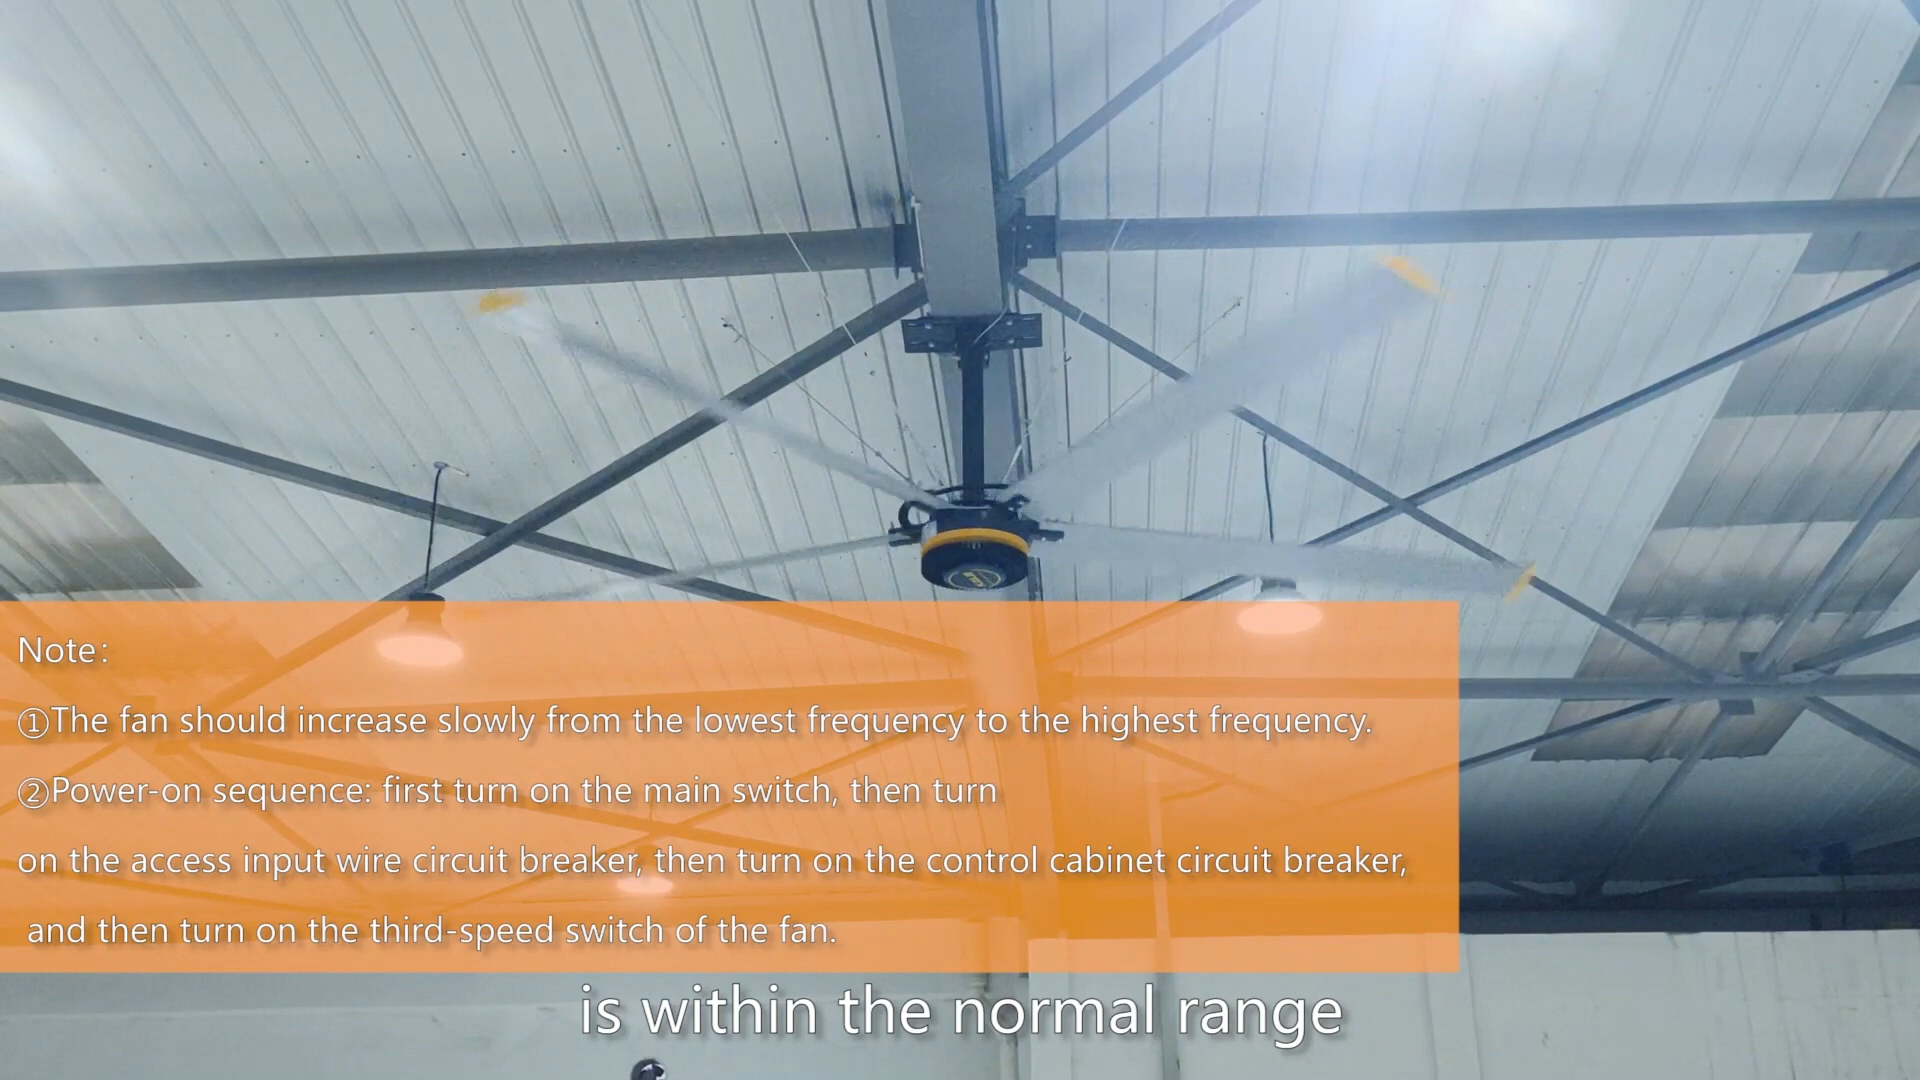 Note:
①The fan should increase slowly from the lowest frequency to the highest frequency.
②Power-on sequence: first turn on the main switch, then turn
on the access input wire circuit breaker, then turn on the control cabinet circuit breaker,
and then turn on the third-speed switch of the fan.
is within the normal range